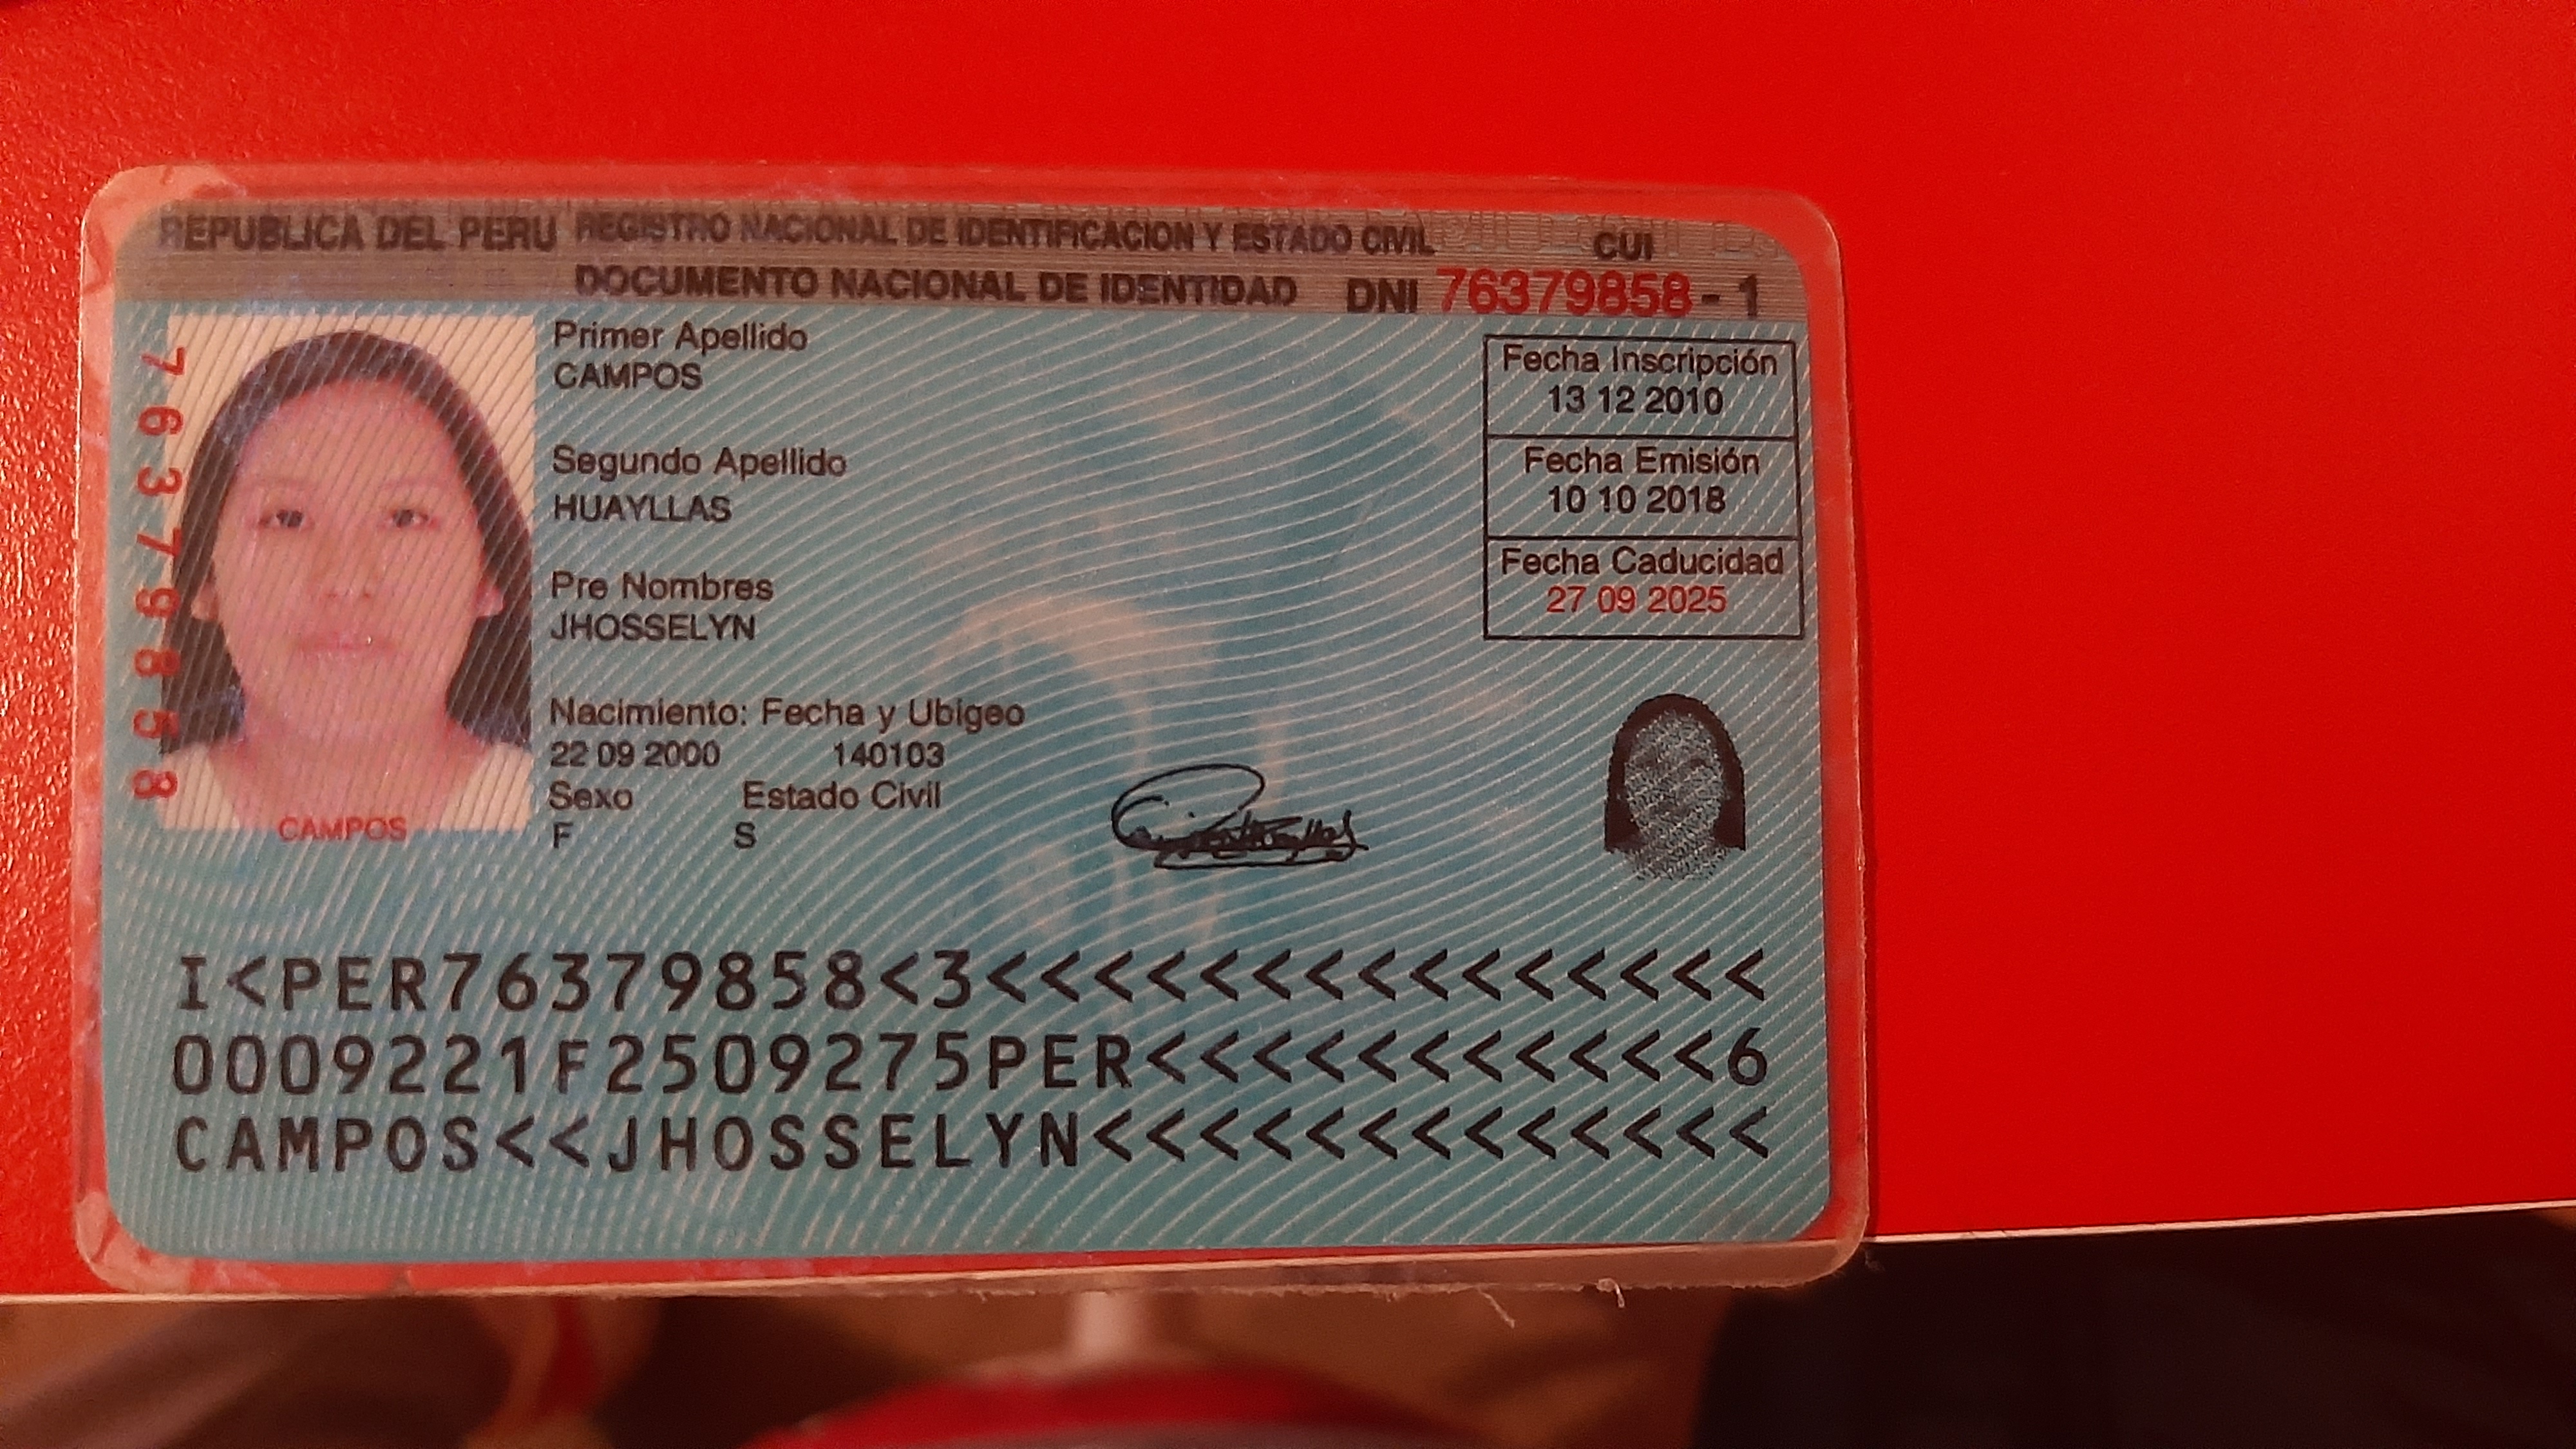 REPUBLICA DEL PERU REGISTRO NACIONAL DE IDENTIFICACION Y ESTADO CIVIL
CUI
DOCUMENTO NACIONAL DE IDENTIDAD DNI 76379858 - 1
76379858
Primer Apellido
CAMPOS
Segundo Apellido
HUAYLLAS
Pre Nombres
JHOSSELYN
Nacimiento: Fecha y Ubigeo
22 09 2000 140103
Sexo Estado Civil
F S
CAMPOS
Fecha Inscripción
13 12 2010
Fecha Emisión
10 10 2018
Fecha Caducidad
27 09 2025
I<PER76379858<3<<<<<<<<<<<<<<<
0009221F2509275PER<<<<<<<<<<<6
CAMPOS<<JHOSSELYN<<<<<<<<<<<<<